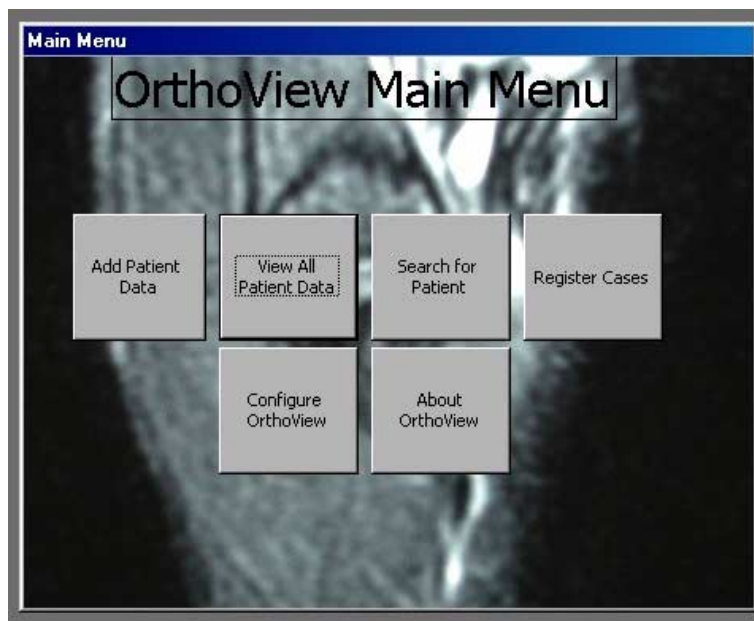 Main Menu
OrthoView Main Menu
Add Patient
Data
View All
Patient Data
Search for
Patient
Register Cases
Configure
OrthoView
About
OrthoView